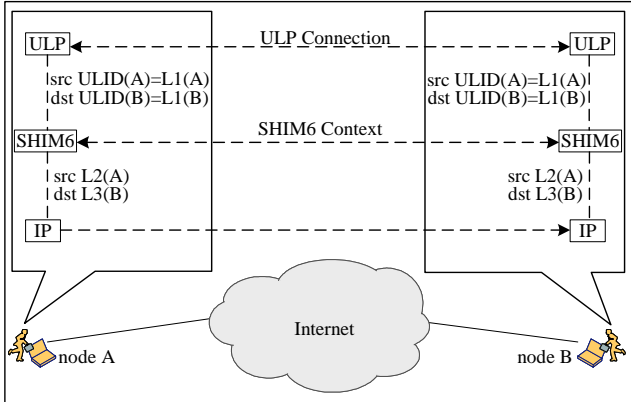 ULP ULP Connection ULP
src ULID(A)=L1(A) src ULID(A)=L1(A)
dst ULID(B)=L1(B) dst ULID(B)=L1(B)
SHIM6 SHIM6 Context SHIM6
src L2(A) src L2(A)
dst L3(B) dst L3(B)
IP IP
Internet
node A node B